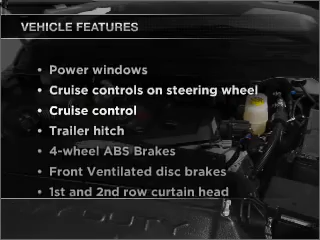 VEHICLE FEATURES
• Power windows
• Cruise controls on steering wheel
• Cruise control
• Trailer hitch
• 4-wheel ABS Brakes
• Front Ventilated disc brakes
• 1st and 2nd row curtain head